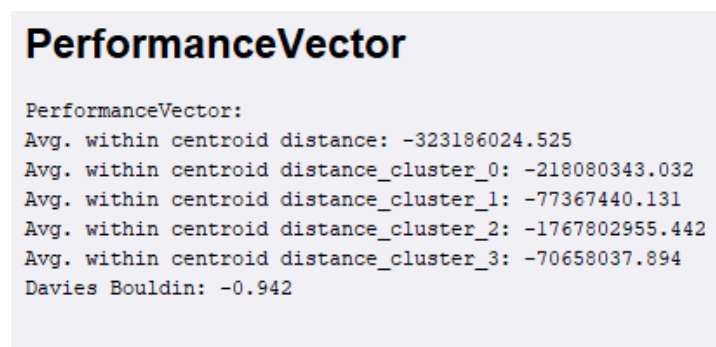 PerformanceVector
PerformanceVector:
Avg. within centroid distance: -323186024.525
Avg. within centroid distance_cluster_0: -218080343.032
Avg. within centroid distance_cluster_1: -77367440.131
Avg. within centroid distance_cluster_2: -1767802955.442
Avg. within centroid distance_cluster_3: -70658037.894
Davies Bouldin: -0.942